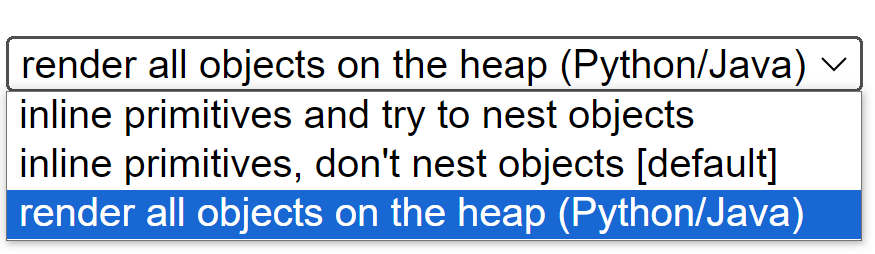 render all objects on the heap (Python/Java)
inline primitives and try to nest objects
inline primitives, don't nest objects [default]
render all objects on the heap (Python/Java)